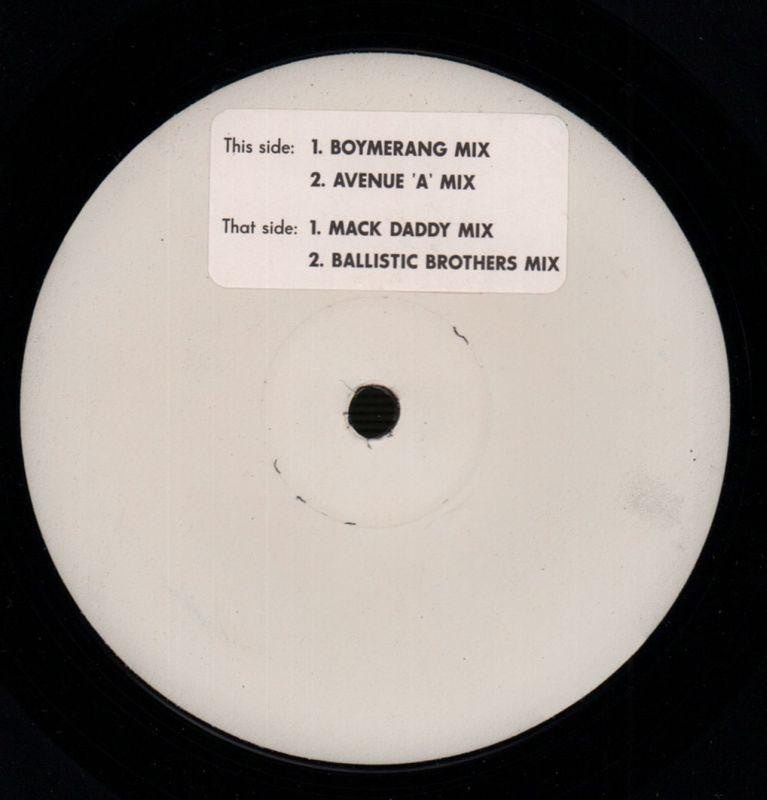 This side: 1. BOYMERANG MIX
2. AVENUE 'A' MIX
That side: 1. MACK DADDY MIX
2. BALLISTIC BROTHERS MIX